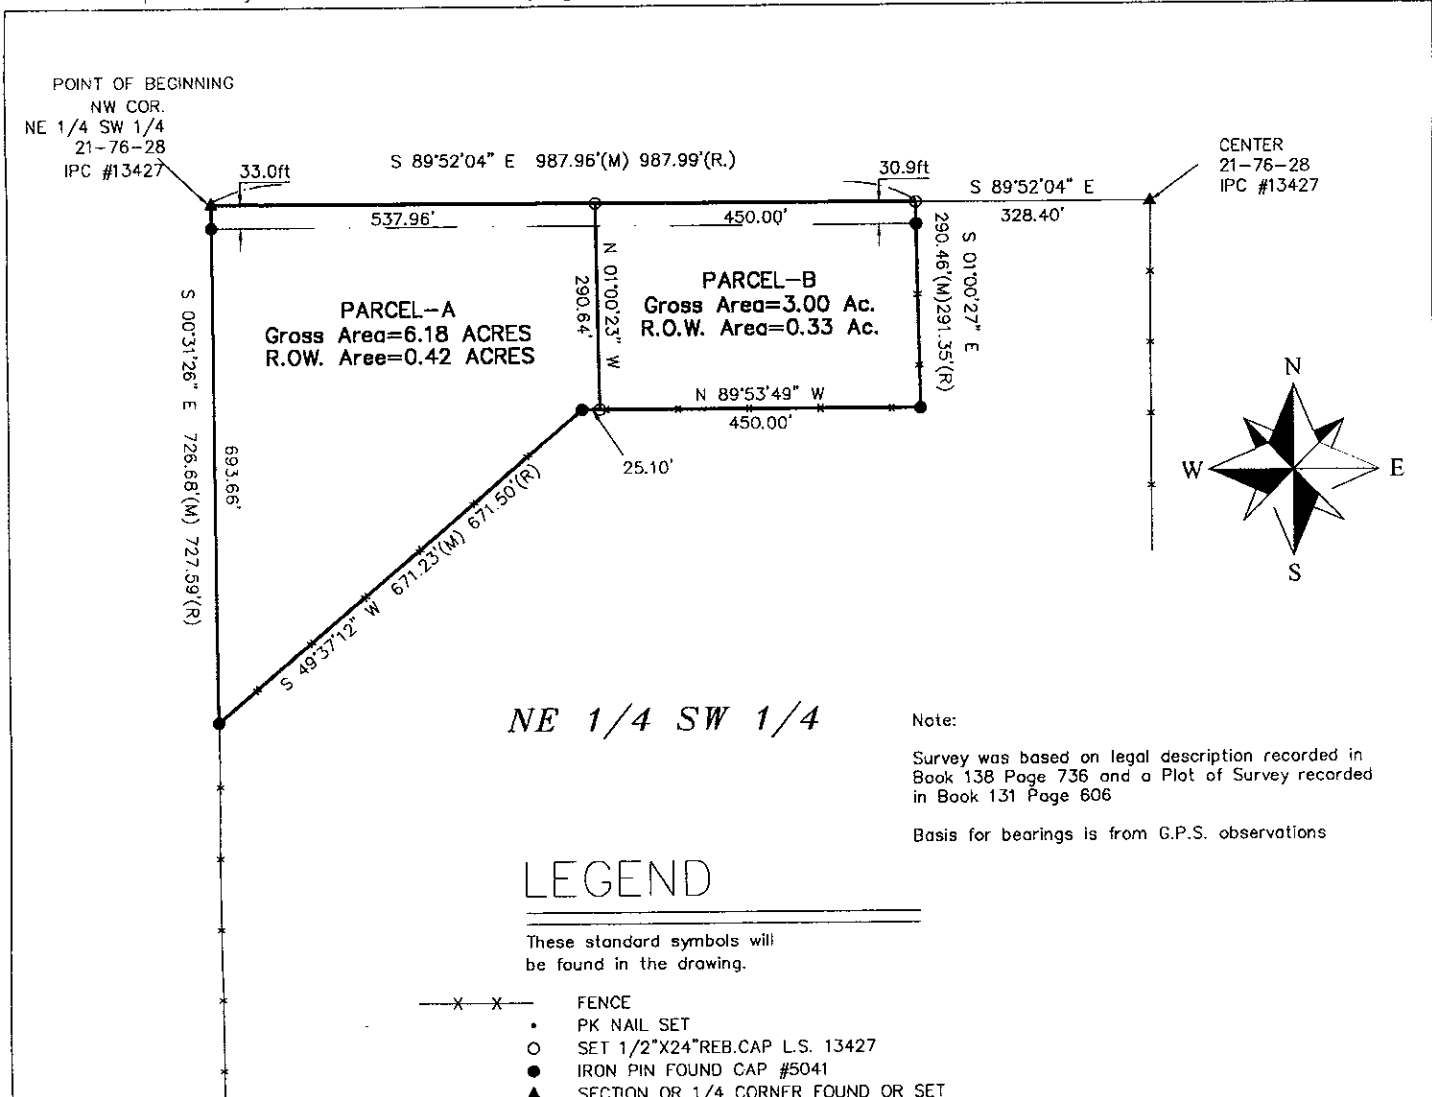 POINT OF BEGINNING
NW COR.
NE 1/4 SW 1/4
21-76-28
IPC #13427
33.0ft
S 89°52'04" E 987.96'(M) 987.99'(R.)
30.9ft
S 89°52'04" E
328.40'
CENTER
21-76-28
IPC #13427
537.96'
450.00'
S 00°31'26" E 726.68'(M) 727.59'(R)
693.66'
PARCEL-A
Gross Area=6.18 ACRES
R.OW. Aree=0.42 ACRES
N 01°00'23" W
290.64'
PARCEL-B
Gross Area=3.00 Ac.
R.O.W. Area=0.33 Ac.
S 01°00'27" E
290.46'(M)291.35'(R)
N 89°53'49" W
450.00'
25.10'
S 49°37'12" W 671.23'(M) 671.50'(R)
N
W
E
S
NE 1/4 SW 1/4
Note:
Survey was based on legal description recorded in
Book 138 Page 736 and a Plot of Survey recorded
in Book 131 Page 606
Basis for bearings is from G.P.S. observations
LEGEND
These standard symbols will
be found in the drawing.
FENCE
PK NAIL SET
SET 1/2"X24"REB.CAP L.S. 13427
IRON PIN FOUND CAP #5041
SECTION OR 1/4 CORNER FOUND OR SET